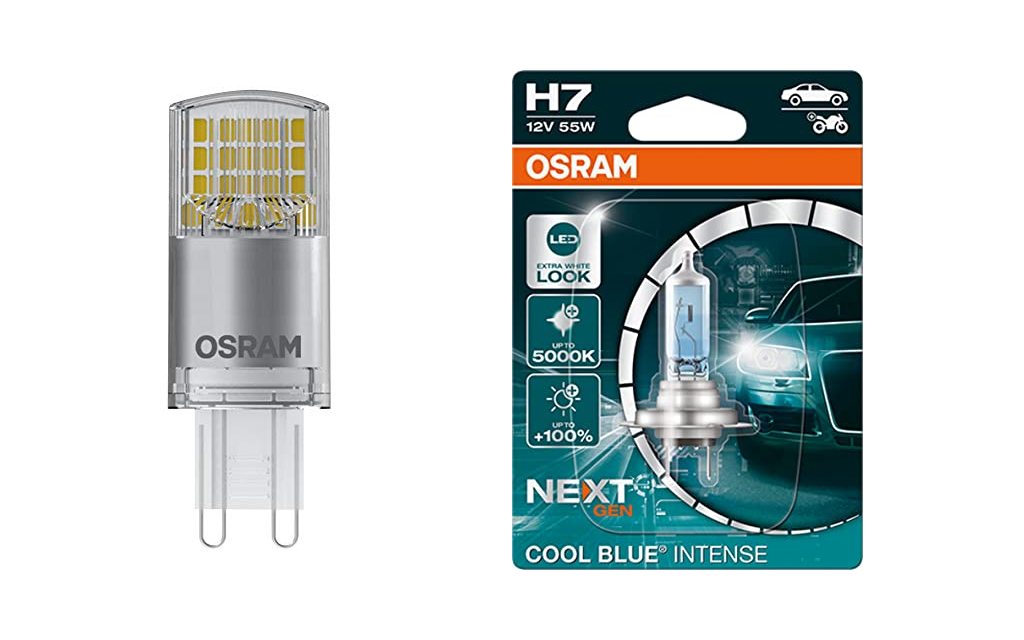 OSRAM
H7
12V 55W
OSRAM
LED
EXTRA WHITE
LOOK
UP TO
5000K
UP TO
+100%
NEXT
GEN
COOL BLUE® INTENSE